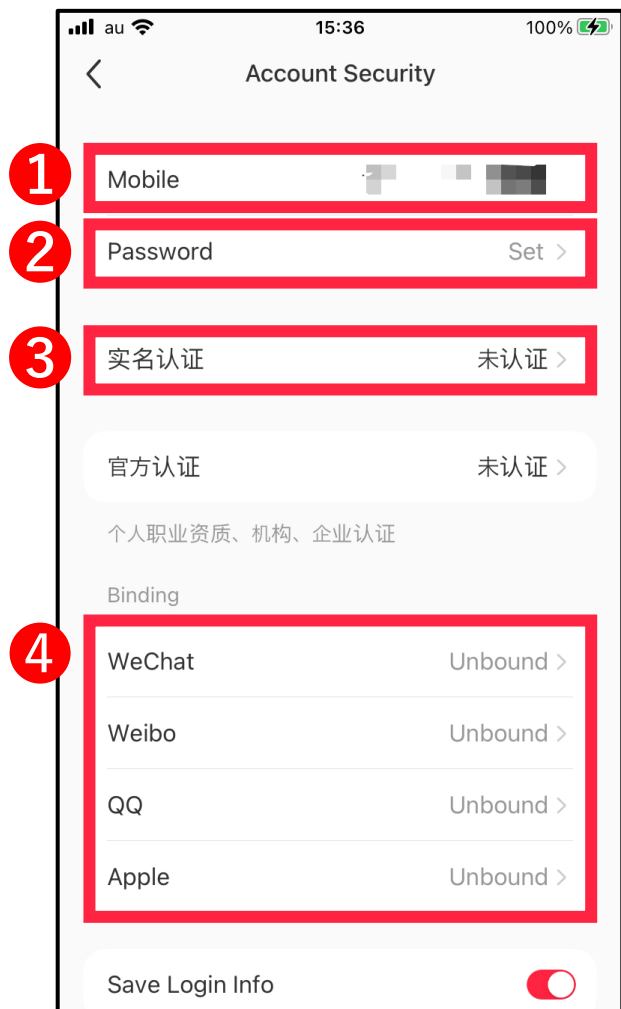 au 15:36 100%
Account Security
1 Mobile
2 Password Set
3 实名认证 未认证
官方认证 未认证
个人职业资质、机构、企业认证
Binding
4 WeChat Unbound
Weibo Unbound
QQ Unbound
Apple Unbound
Save Login Info